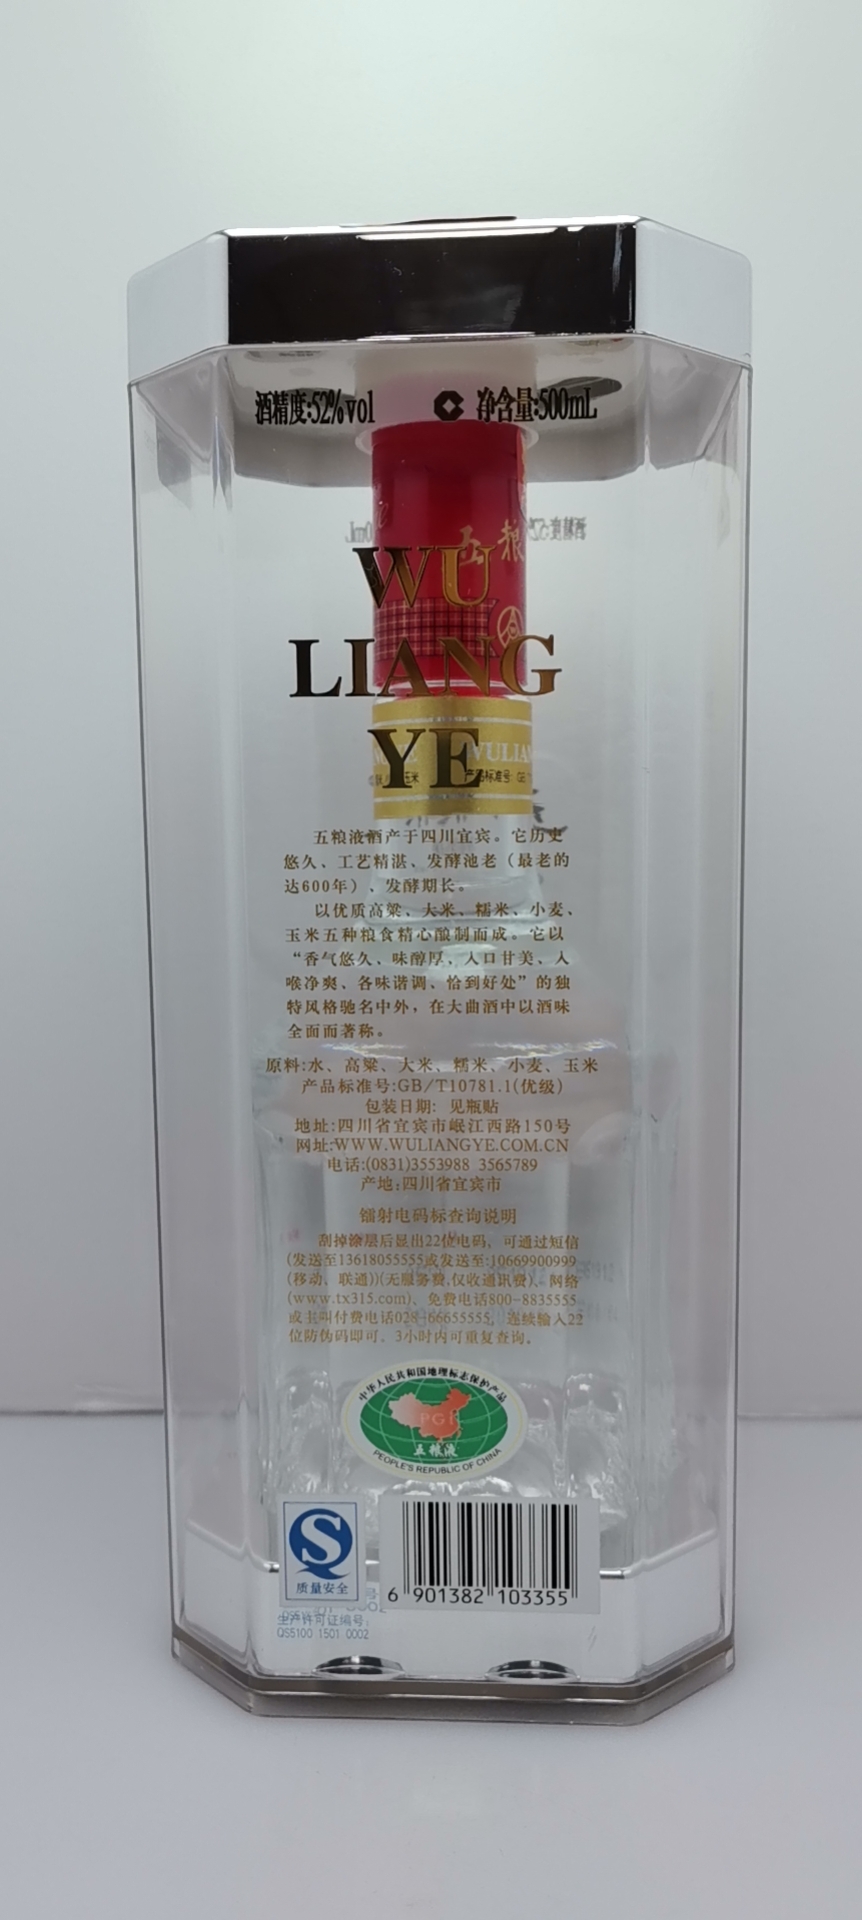 酒精度:52%vol
净含量:500mL
五粮
WU
LIANG
YE
WULIAN
玉米
产品标准号: GB
五粮液酒产于四川宜宾。它历史
悠久、工艺精湛、发酵池老（最老的
达600年）、发酵期长。
以优质高粱、大米、糯米、小麦、
玉米五种粮食精心酿制而成。它以
“香气悠久、味醇厚、入口甘美、入
喉净爽、各味谐调、恰到好处”的独
特风格驰名中外，在大曲酒中以酒味
全面而著称。
原料:水、高粱、大米、糯米、小麦、玉米
产品标准号:GB/T10781.1(优级)
包装日期: 见瓶贴
地址:四川省宜宾市岷江西路150号
网址:WWW.WULIANGYE.COM.CN
电话:(0831)3553988 3565789
产地:四川省宜宾市
镭射电码标查询说明
刮掉涂层后显出22位电码，可通过短信
(发送至13618055555或发送至:10669900999
(移动、联通))(无服务费,仅收通讯费)、网络
(www.tx315.com)、免费电话800-8835555
或主叫付费电话028-66655555，连续输入22
位防伪码即可。3小时内可重复查询。
中华人民共和国地理标志保护产品
PGI
五粮液
PEOPLE'S REPUBLIC OF CHINA
S
质量安全
6 901382 103355
生产许可证编号:
QS5100 1501 0002